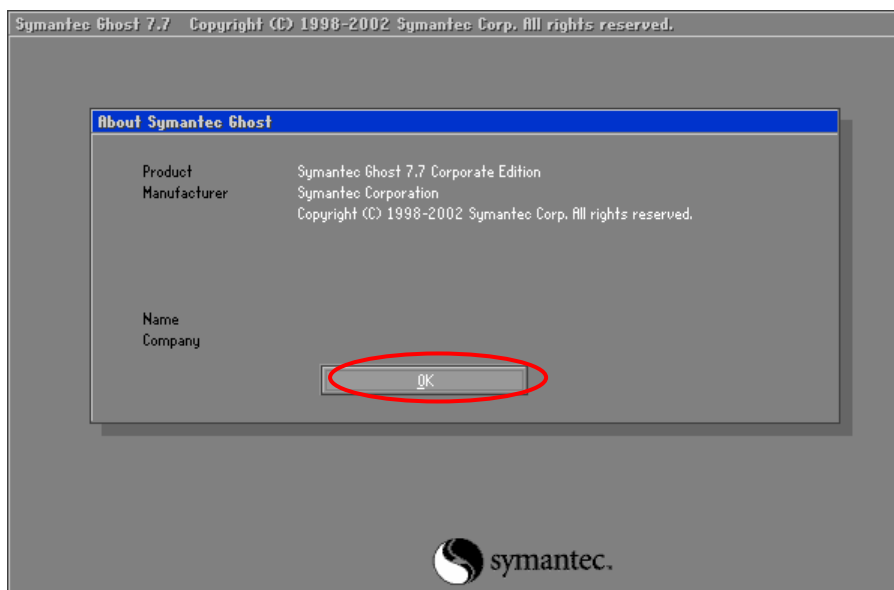 Symantec Ghost 7.7 Copyright (C) 1998-2002 Symantec Corp. All rights reserved.
About Symantec Ghost
Product Symantec Ghost 7.7 Corporate Edition
Manufacturer Symantec Corporation
Copyright (C) 1998-2002 Symantec Corp. All rights reserved.
Name
Company
OK
symantec.